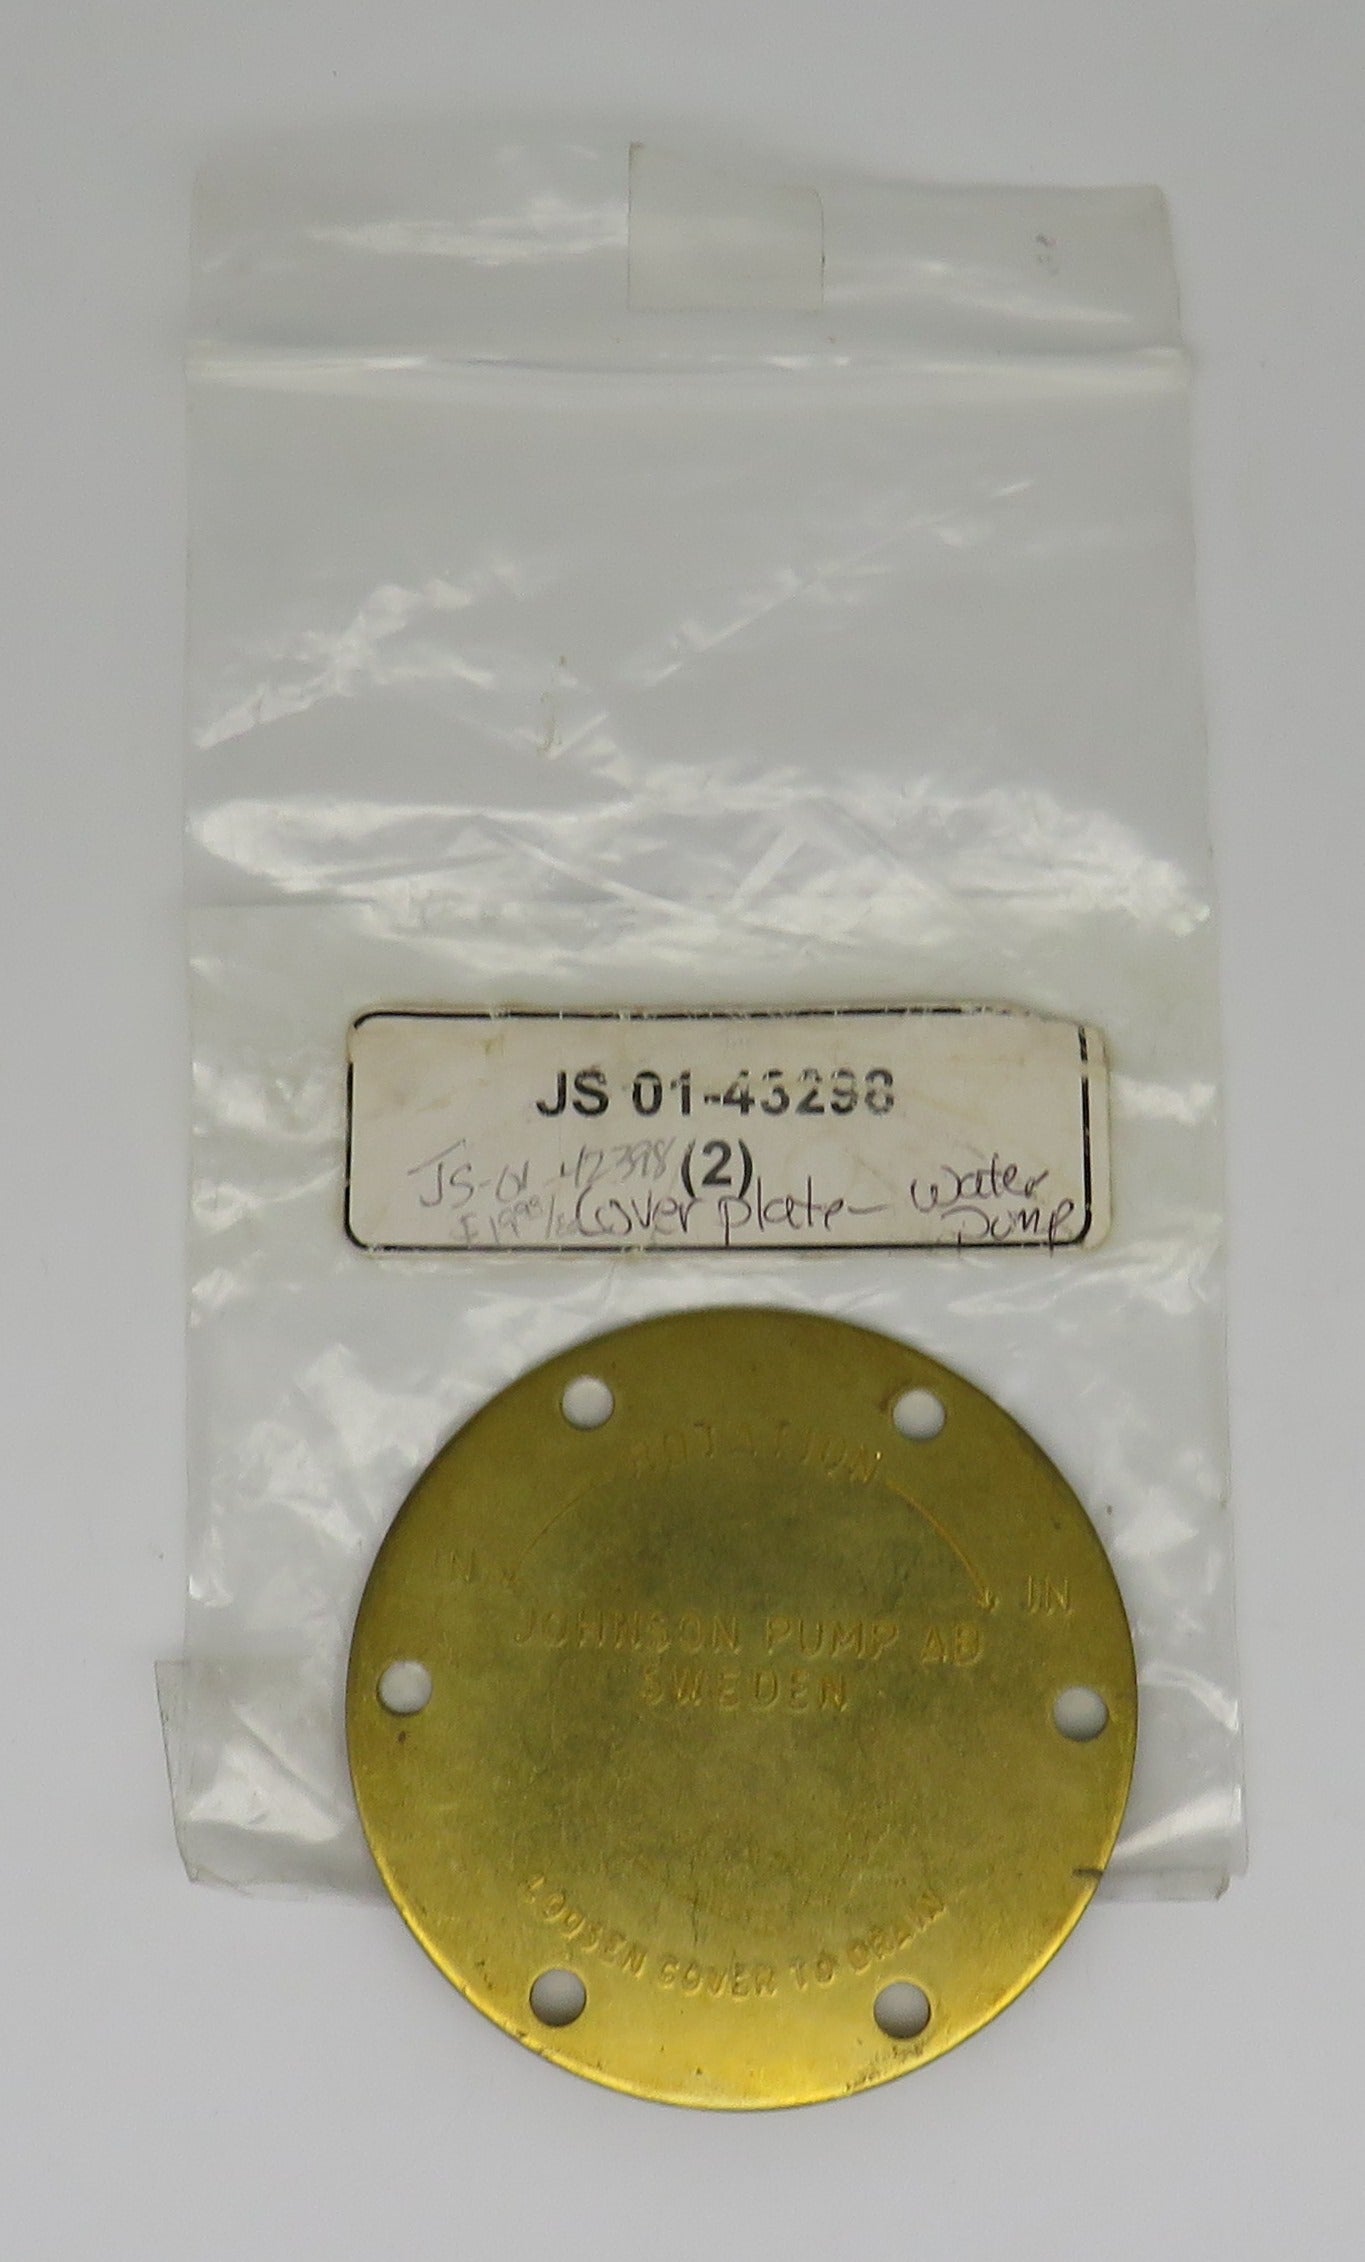 JS 01-43298
(2)
JS-01-42398
Cover plate - water
pump
ROTATION
IN IN
JOHNSON PUMP AB
SWEDEN
LOOSEN COVER TO DRAIN